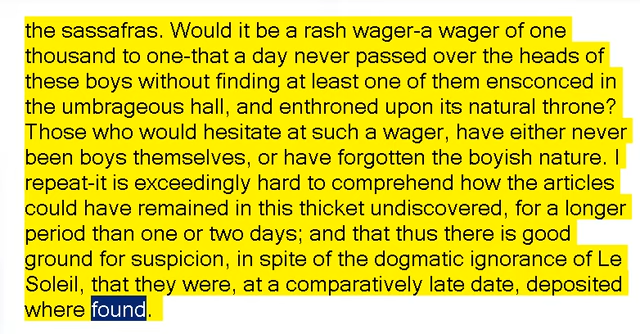 the sassafras. Would it be a rash wager-a wager of one
thousand to one-that a day never passed over the heads of
these boys without finding at least one of them ensconced in
the umbrageous hall, and enthroned upon its natural throne?
Those who would hesitate at such a wager, have either never
been boys themselves, or have forgotten the boyish nature. I
repeat-it is exceedingly hard to comprehend how the articles
could have remained in this thicket undiscovered, for a longer
period than one or two days; and that thus there is good
ground for suspicion, in spite of the dogmatic ignorance of Le
Soleil, that they were, at a comparatively late date, deposited
where found.